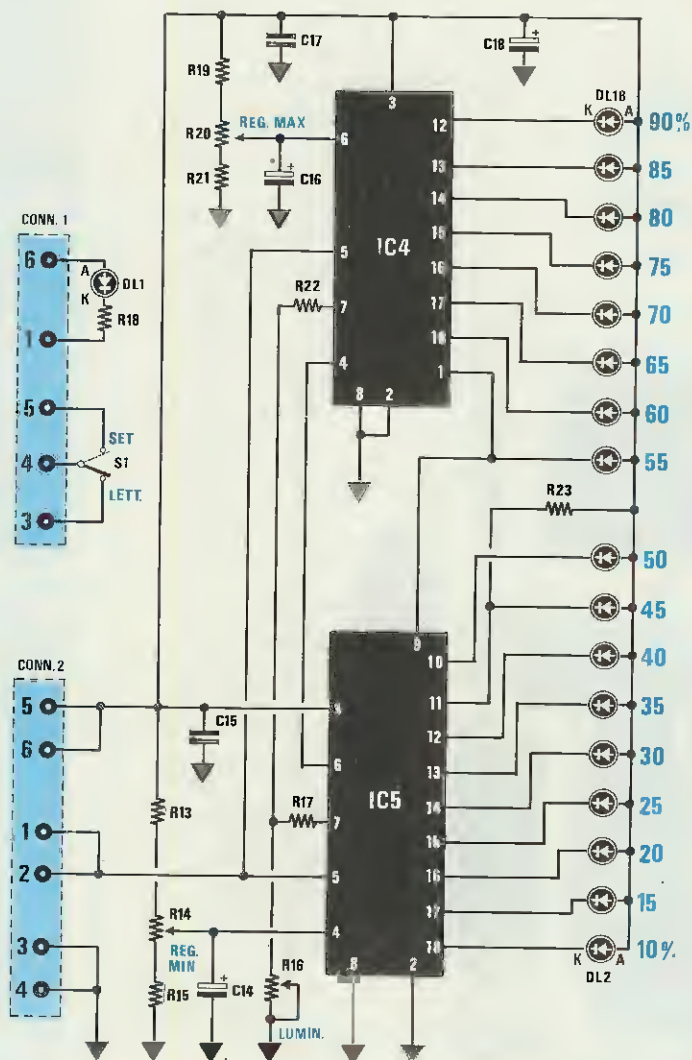 C17
C18
+
R19
3
DL18
K
A
90%
12
R20
REG. MAX
6
13
85
R21
+
C16
14
80
CONN. 1
IC4
15
75
6
A
DL1
K
5
16
70
R18
R22
7
17
65
1
4
18
60
5
SET
8
2
1
55
4
S1
3
LETT.
R23
9
50
10
45
CONN. 2
11
40
5
C15
12
35
6
13
30
R13
6
IC5
14
25
1
R17
7
15
20
2
5
16
15
R14
4
17
REG.
MIN
18
10%
3
R15
+
C14
R16
8
2
K
A
DL2
4
LUMIN.